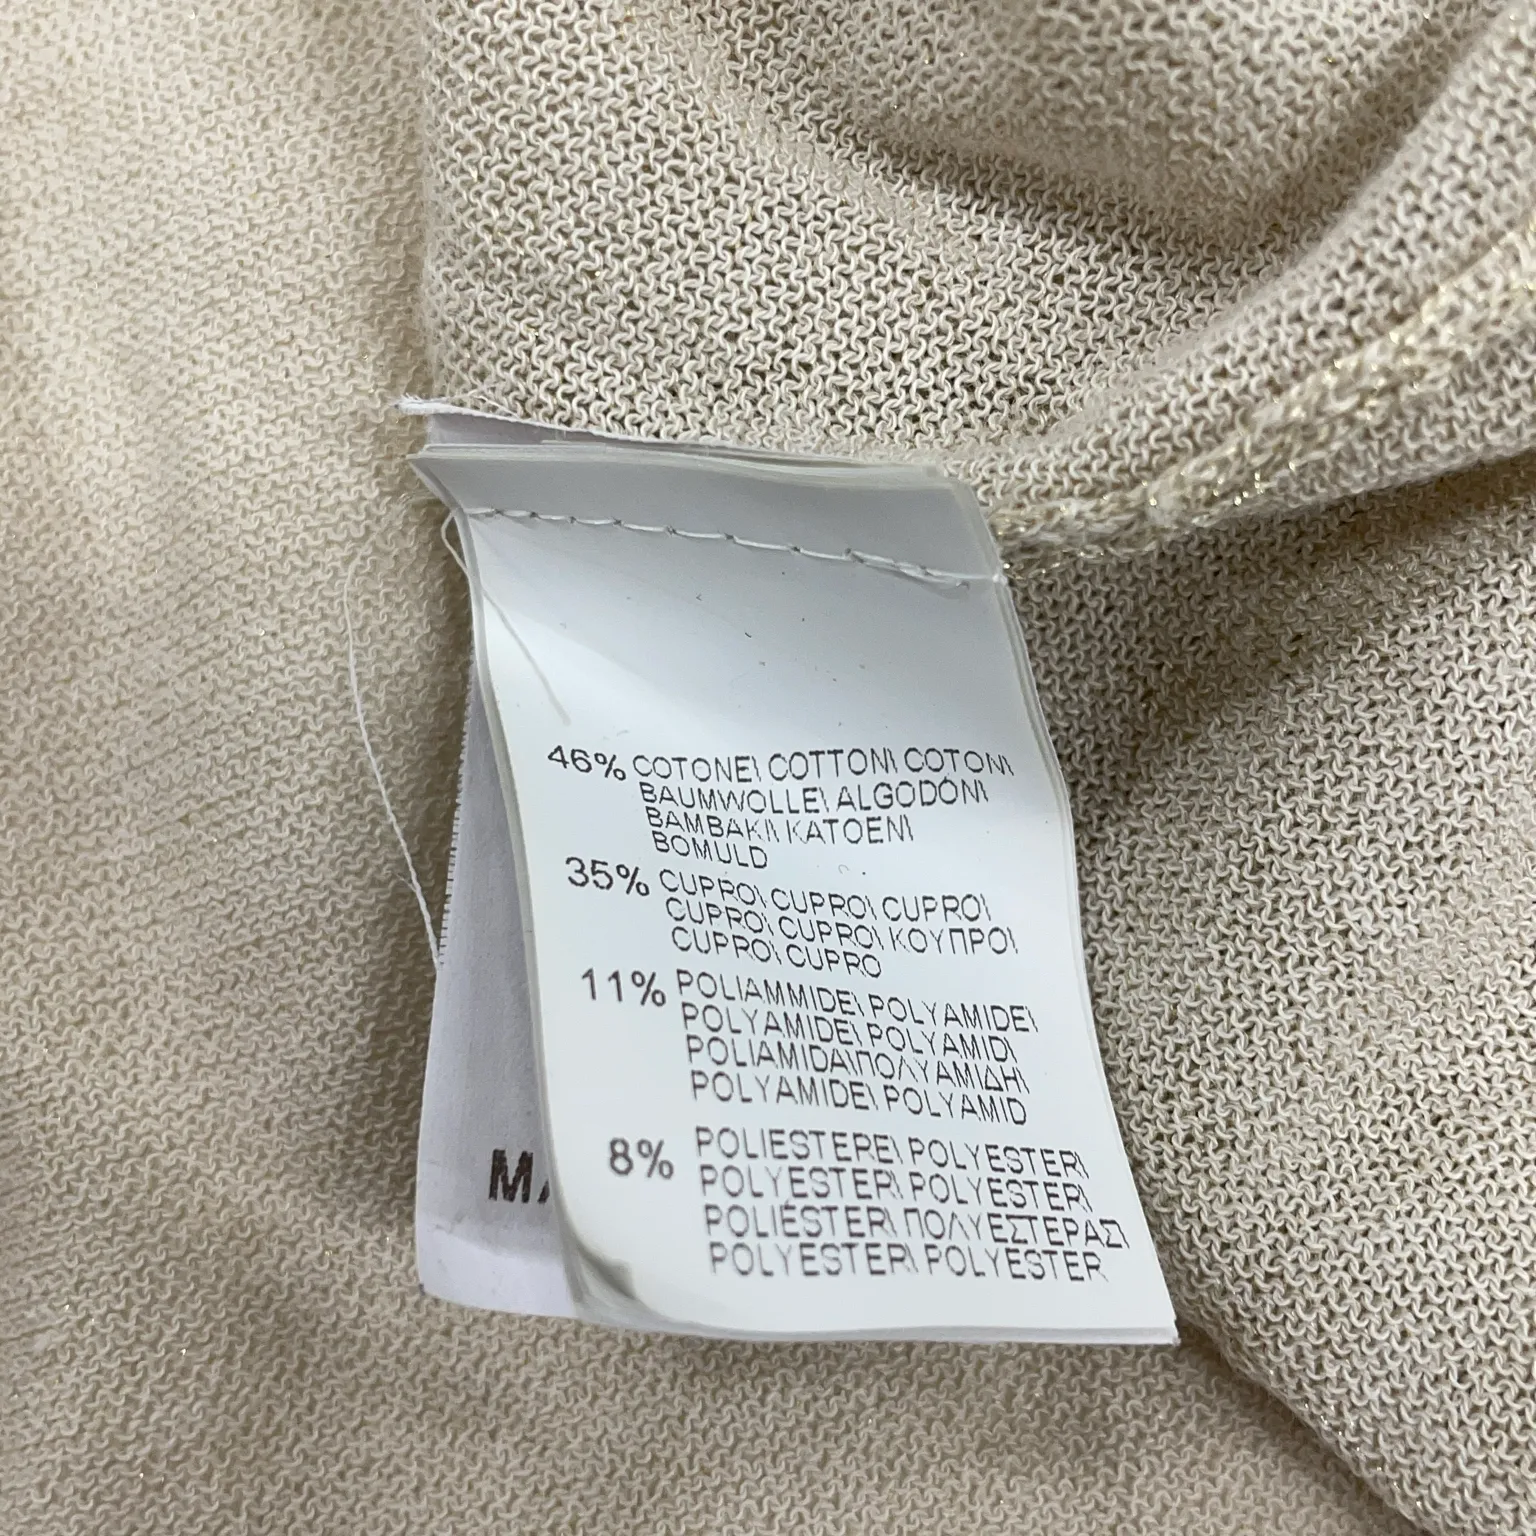 46% COTONE\ COTTON\ COTON\
BAUMWOLLE\ ALGODÓN\
BAMBAKI\ KATOEN\
BOMULD
35% CUPRO\ CUPRO\ CUPRO\
CUPRO\ CUPRO\ ΚΟΥΠΡΟ\
CUPRO\ CUPRO
11% POLIAMMIDE\ POLYAMIDE\
POLYAMIDE\ POLYAMID\
POLIAMIDA\ ΠΟΛΥΑΜΙΔΗ\
POLYAMIDE\ POLYAMID
8% POLIESTERE\ POLYESTER\
POLYESTER\ POLYESTER\
POLIÉSTER\ ΠΟΛΥΕΣΤΕΡΑΣ\
POLYESTER\ POLYESTER